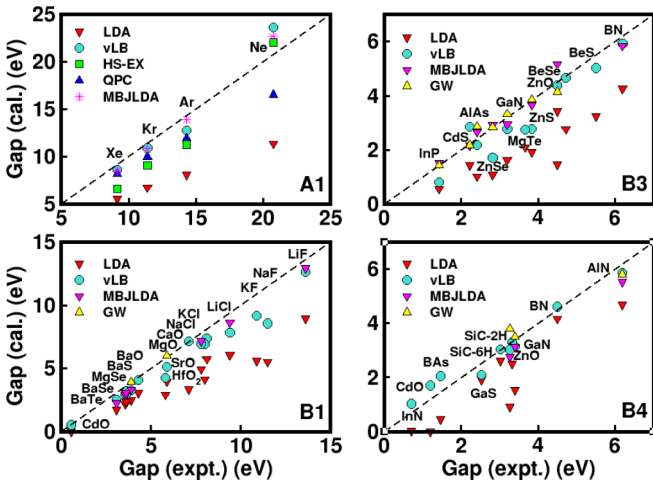 Gap (cal.) (eV)
25
20
15
10
5
LDA
vLB
HS-EX
QPC
MBJLDA
Ne
Ar
Kr
Xe
A1
5 10 15 20 25
6
4
2
0
LDA
vLB
MBJLDA
GW
BN
BeS
BeSe
ZnO
GaN
AlAs
ZnS
CdS
MgTe
InP
ZnSe
B3
0 2 4 6
Gap (cal.) (eV)
15
10
5
0
LDA
vLB
MBJLDA
GW
LiF
NaF
KF
LiCl
KCl
NaCl
CaO
MgO
BaO
BaS
SrO
MgSe
HfO2
BaSe
BaTe
CdO
B1
0 5 10 15
Gap (expt.) (eV)
6
4
2
0
LDA
vLB
MBJLDA
GW
AlN
BN
SiC-2H
GaN
SiC-6H
ZnO
BAs
CdO
GaS
InN
B4
0 2 4 6
Gap (expt.) (eV)